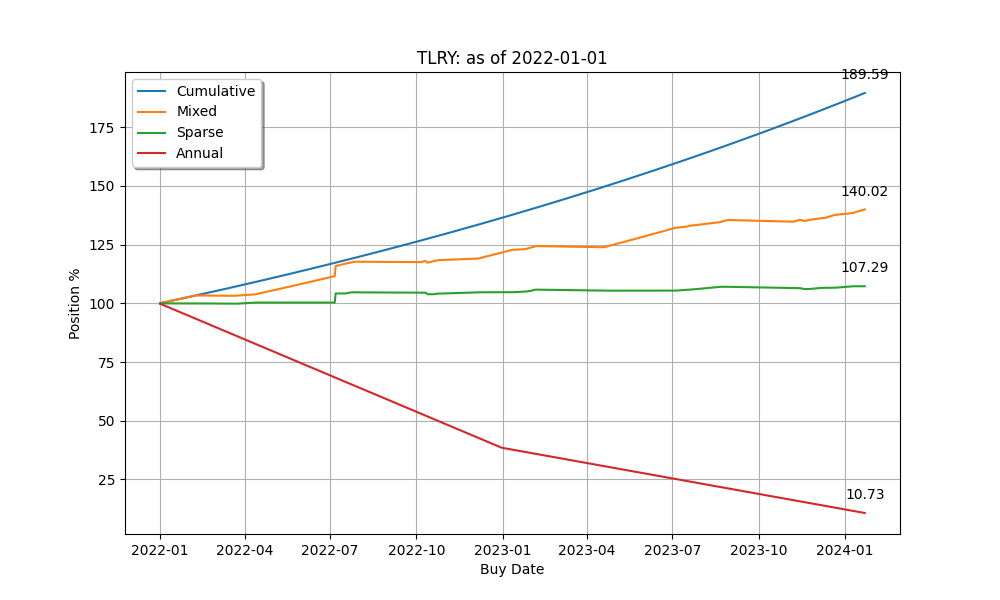 TLRY: as of 2022-01-01
Cumulative
Mixed
Sparse
Annual
189.59
140.02
107.29
10.73
Position %
175
150
125
100
75
50
25
2022-01 2022-04 2022-07 2022-10 2023-01 2023-04 2023-07 2023-10 2024-01
Buy Date